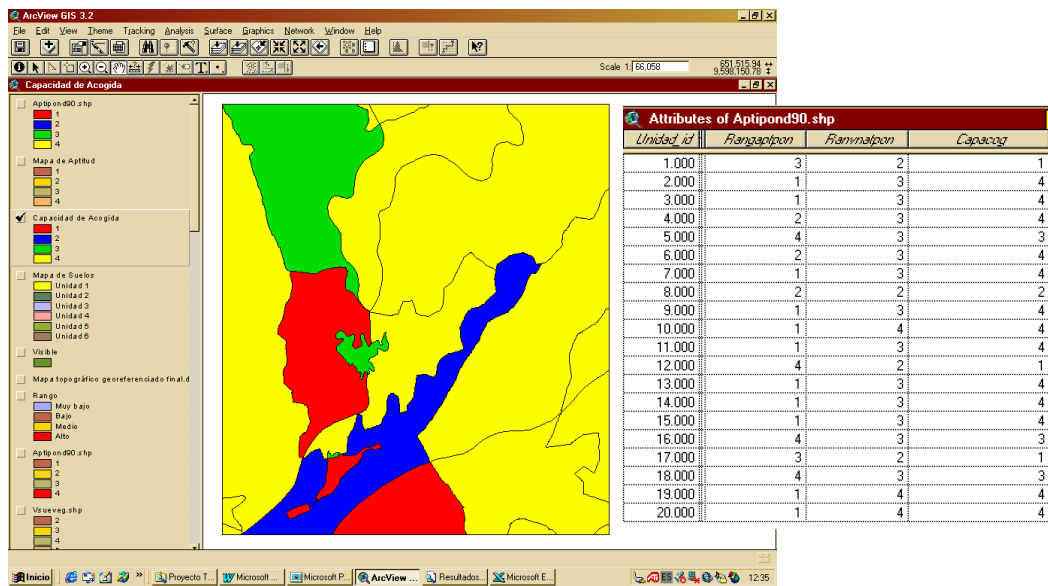 ArcView GIS 3.2
File Edit View Theme Tracking Analysis Surface Graphics Network Window Help
Scale 1: 66,058
651,515.94
9,598,150.78
Capacidad de Acogida
Aptipond90.shp
1
2
3
4
Mapa de Aptitud
1
2
3
4
Capacidad de Acogida
1
2
3
4
Mapa de Suelos
Unidad 1
Unidad 2
Unidad 3
Unidad 4
Unidad 5
Unidad 6
Visible
Mapa topográfico georeferenciado final.d
Rango
Muy bajo
Bajo
Medio
Alto
Aptipond90.shp
1
2
3
4
Vsueveg.shp
2
3
4
Attributes of Aptipond90.shp
Unidad_id Rangaptpon Ranvnatpon Capacog
1.000 3 2 1
2.000 1 3 4
3.000 1 3 4
4.000 2 3 4
5.000 4 3 3
6.000 2 3 4
7.000 1 3 4
8.000 2 2 2
9.000 1 3 4
10.000 1 4 4
11.000 1 3 4
12.000 4 2 1
13.000 1 3 4
14.000 1 3 4
15.000 1 3 4
16.000 4 3 3
17.000 3 2 1
18.000 4 3 3
19.000 1 4 4
20.000 1 4 4
Inicio » Proyecto T... Microsoft ... Microsoft P... ArcView ... Resultados... Microsoft E... ES 12:35